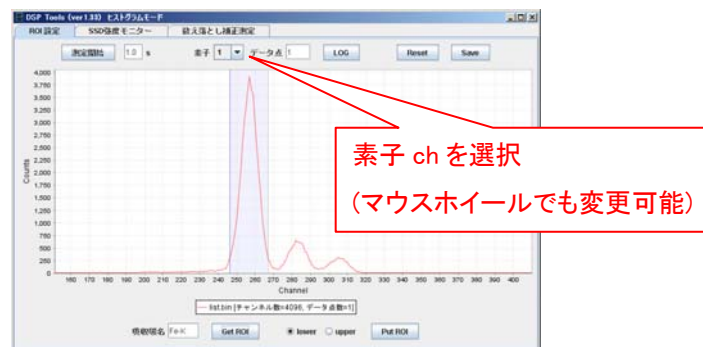 DSP Tools (ver1.33) ヒストグラムモード
ROI 設定 SSD強度モニター 数え落とし補正測定
測定開始 1.0 s 素子 1 データ点 1 LOG Reset Save
4,000
3,750
3,500
3,250
3,000
2,750
2,500
2,250
2,000
1,750
1,500
1,250
1,000
750
500
250
0
Counts
160 170 180 190 200 210 220 230 240 250 260 270 280 290 300 310 320 330 340 350 360 370 380 390 400
Channel
list.bin [チャンネル数=4096, データ点数=1]
吸収端名 Fe-K Get ROI lower upper Put ROI
素子 ch を選択
(マウスホイールでも変更可能)